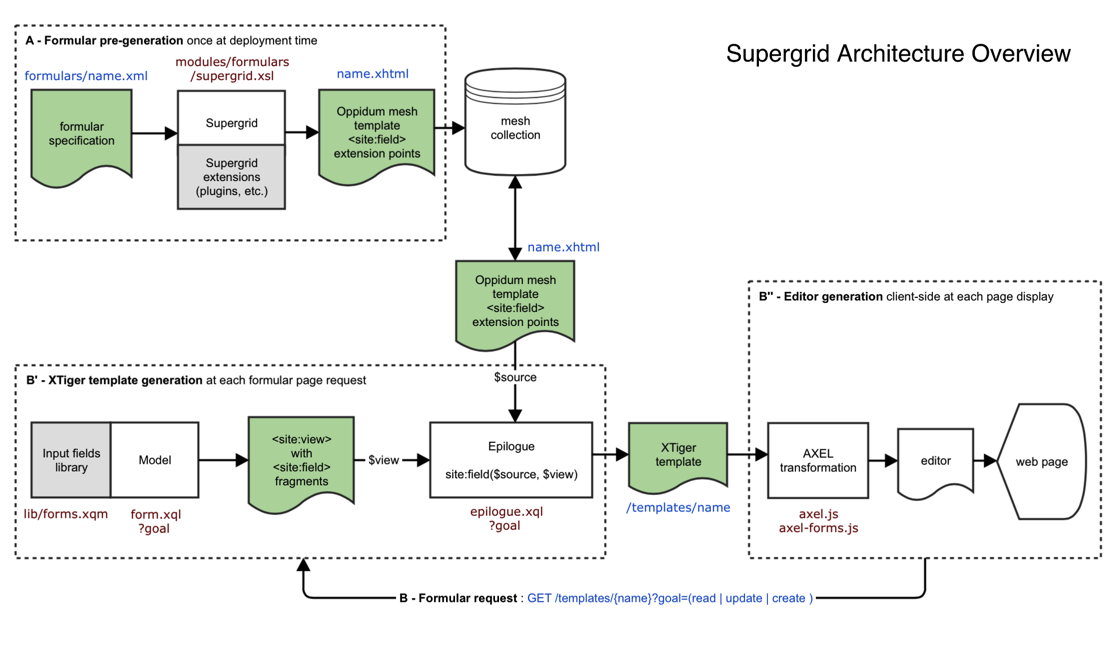 Supergrid Architecture Overview
A - Formular pre-generation once at deployment time
formulars/name.xml
modules/formulars
/supergrid.xsl
name.xhtml
formular
specification
Supergrid
Supergrid
extensions
(plugins, etc.)
Oppidum mesh
template
<site:field>
extension points
mesh
collection
name.xhtml
Oppidum mesh
template
<site:field>
extension points
$source
B' - XTiger template generation at each formular page request
Input fields
library
Model
lib/forms.xqm
form.xql
?goal
<site:view>
with
<site:field>
fragments
$view
Epilogue
site:field($source, $view)
epilogue.xql
?goal
XTiger
template
/templates/name
B" - Editor generation client-side at each page display
AXEL
transformation
axel.js
axel-forms.js
editor
web page
B - Formular request : GET /templates/{name}?goal=(read | update | create )